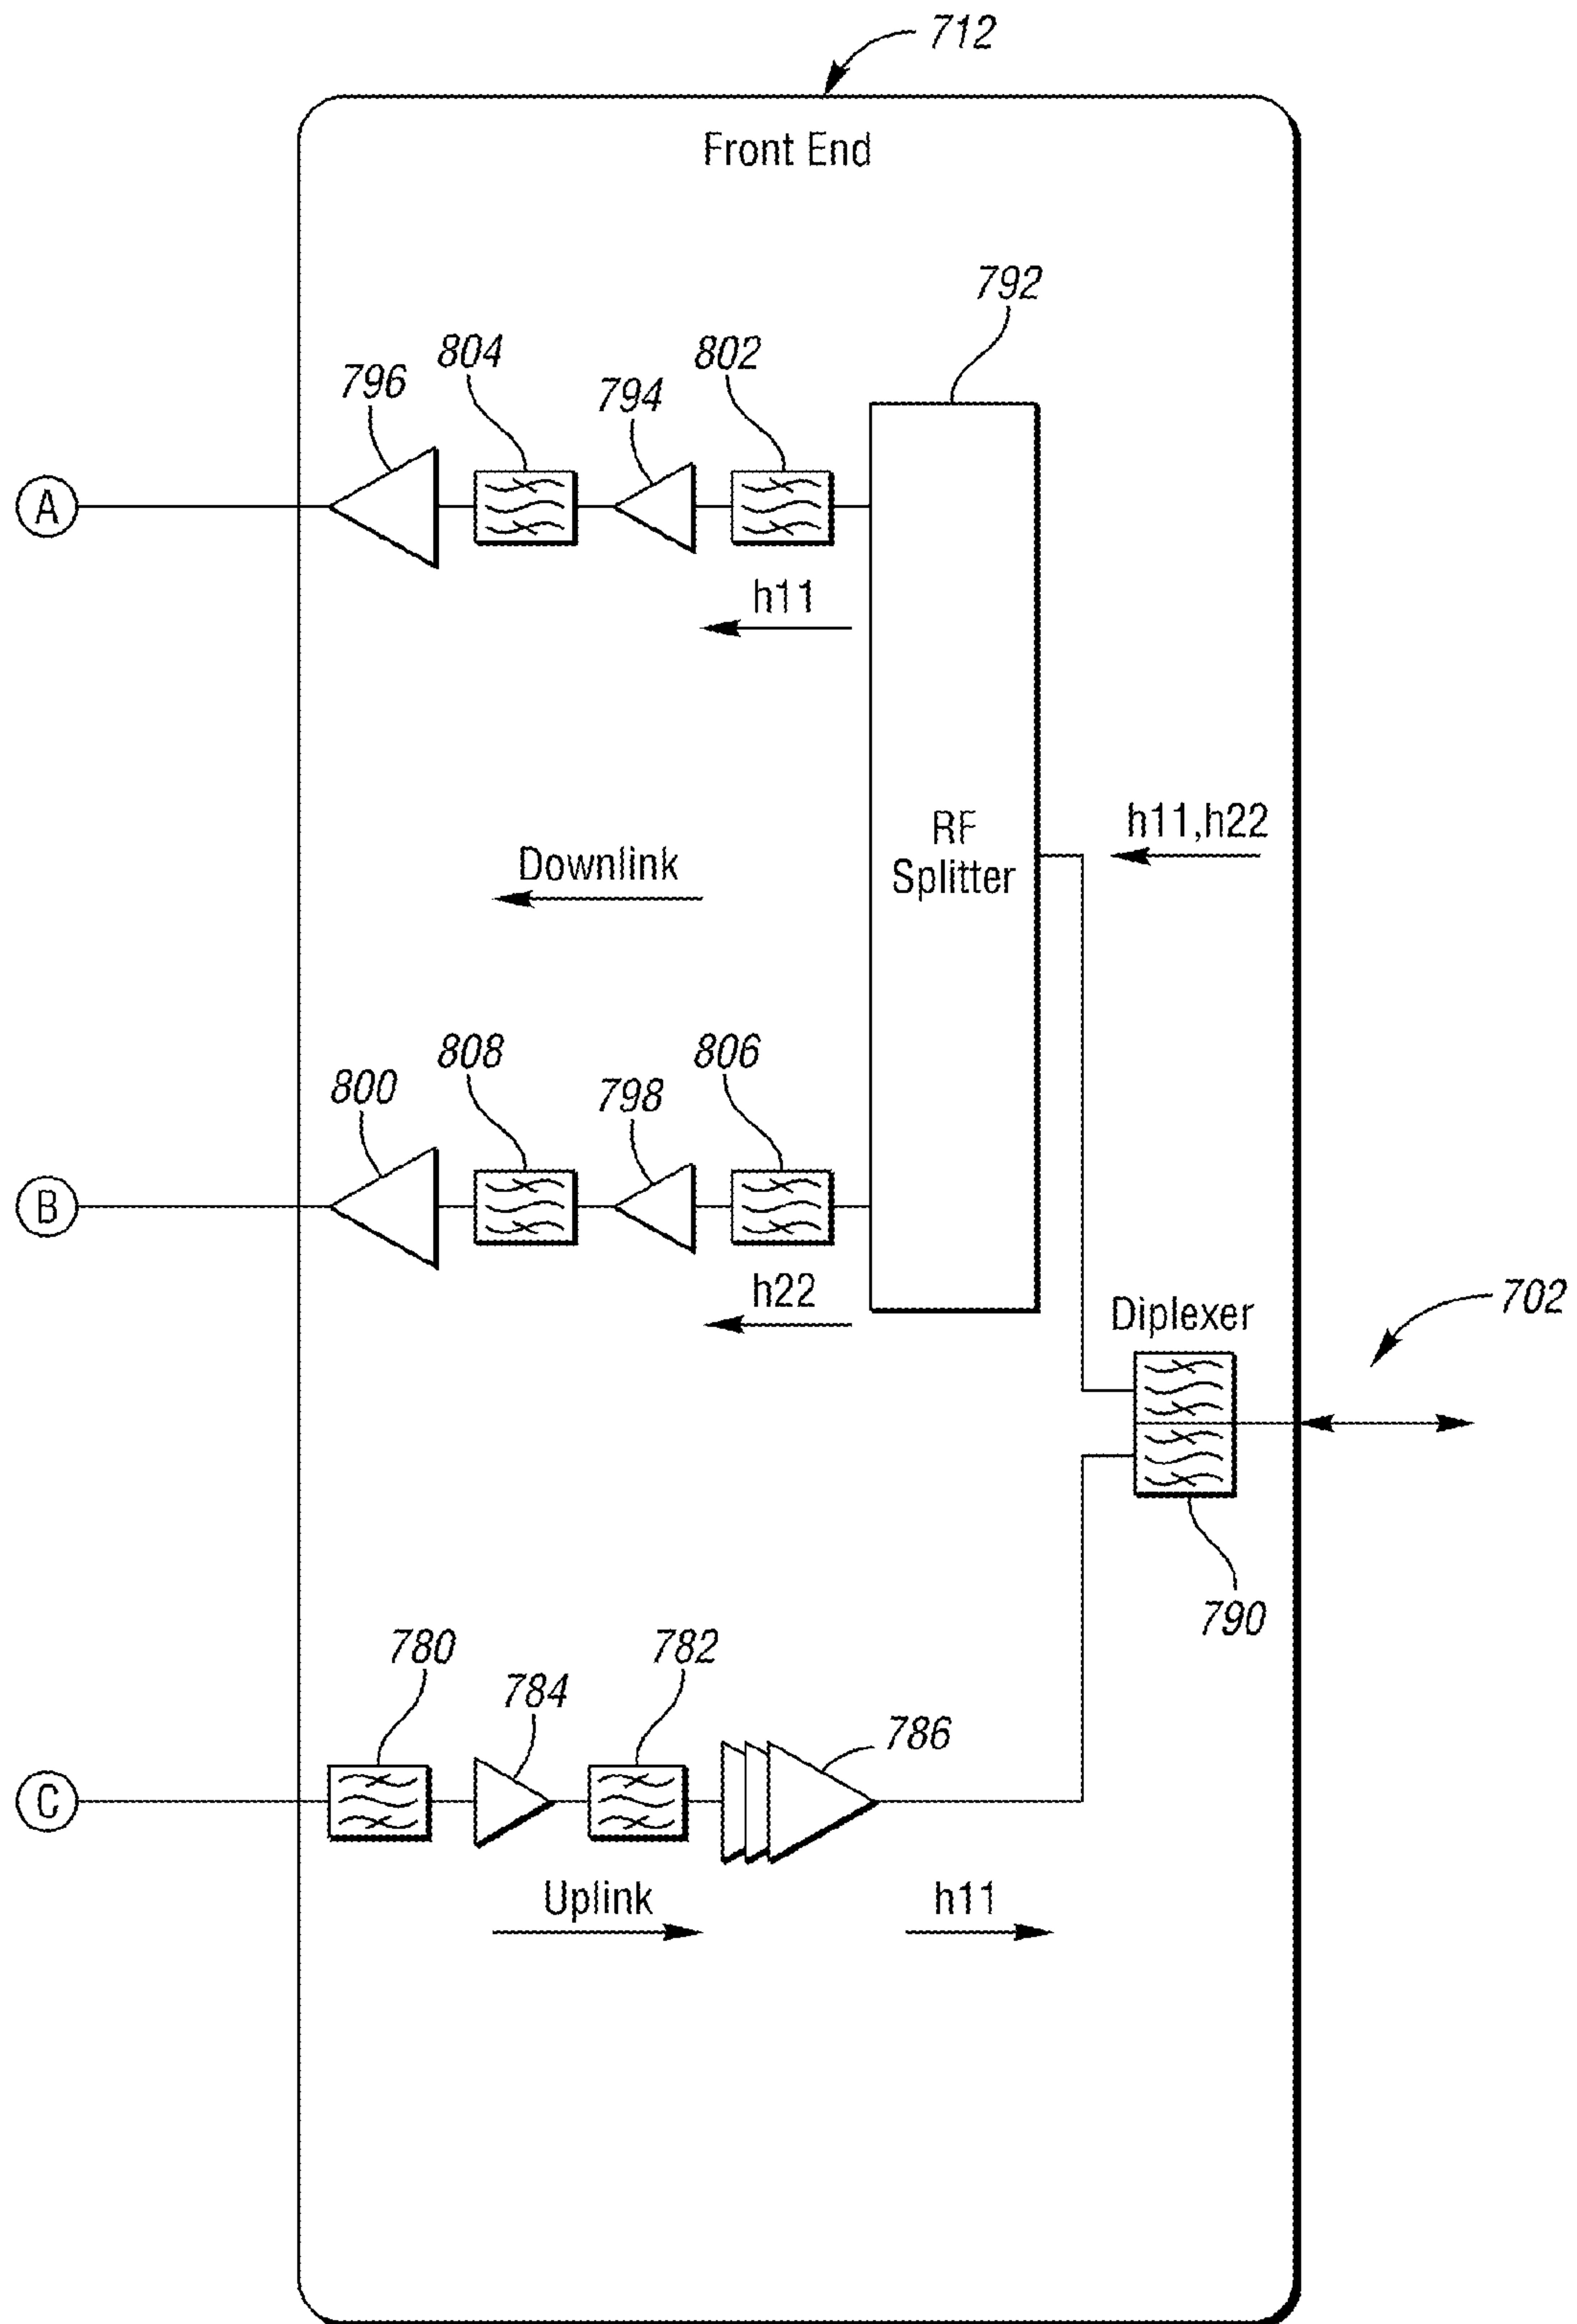 712
Front End
792
804
802
796
794
A
h11
h11,h22
RF
Splitter
Downlink
808
806
800
798
B
h22
702
Diplexer
790
780
782
784
786
C
Uplink
h11